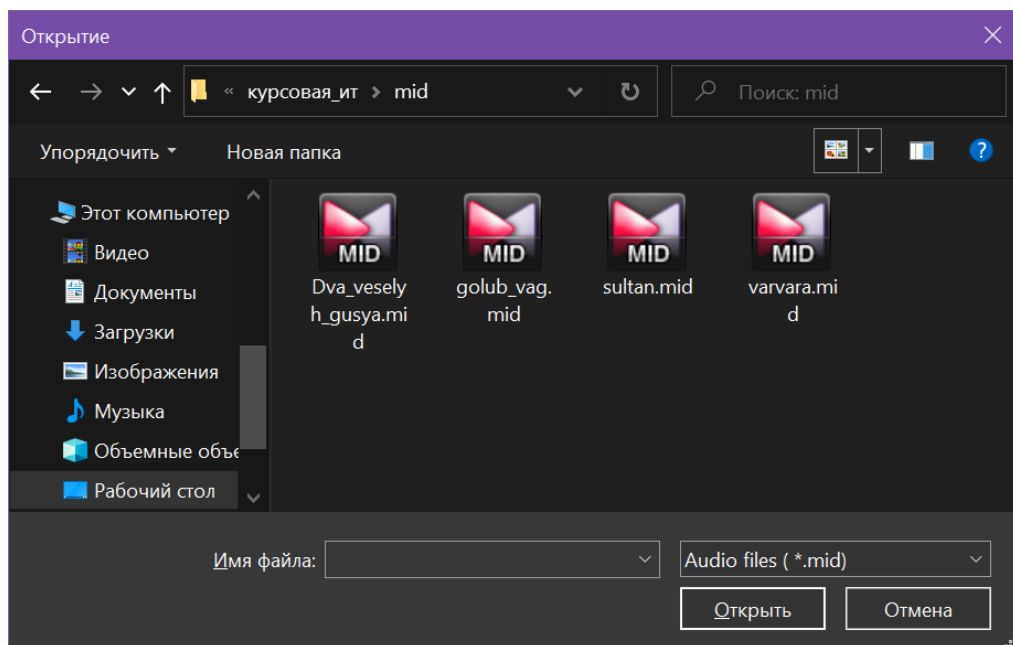 Открытие
« курсовая_ит > mid
Поиск: mid
Упорядочить
Новая папка
Этот компьютер
Видео
Документы
Загрузки
Изображения
Музыка
Объемные объе
Рабочий стол
MID
Dva_vesely
h_gusya.mi
d
MID
golub_vag.
mid
MID
sultan.mid
MID
varvara.mi
d
Имя файла:
Audio files ( *.mid)
Открыть
Отмена